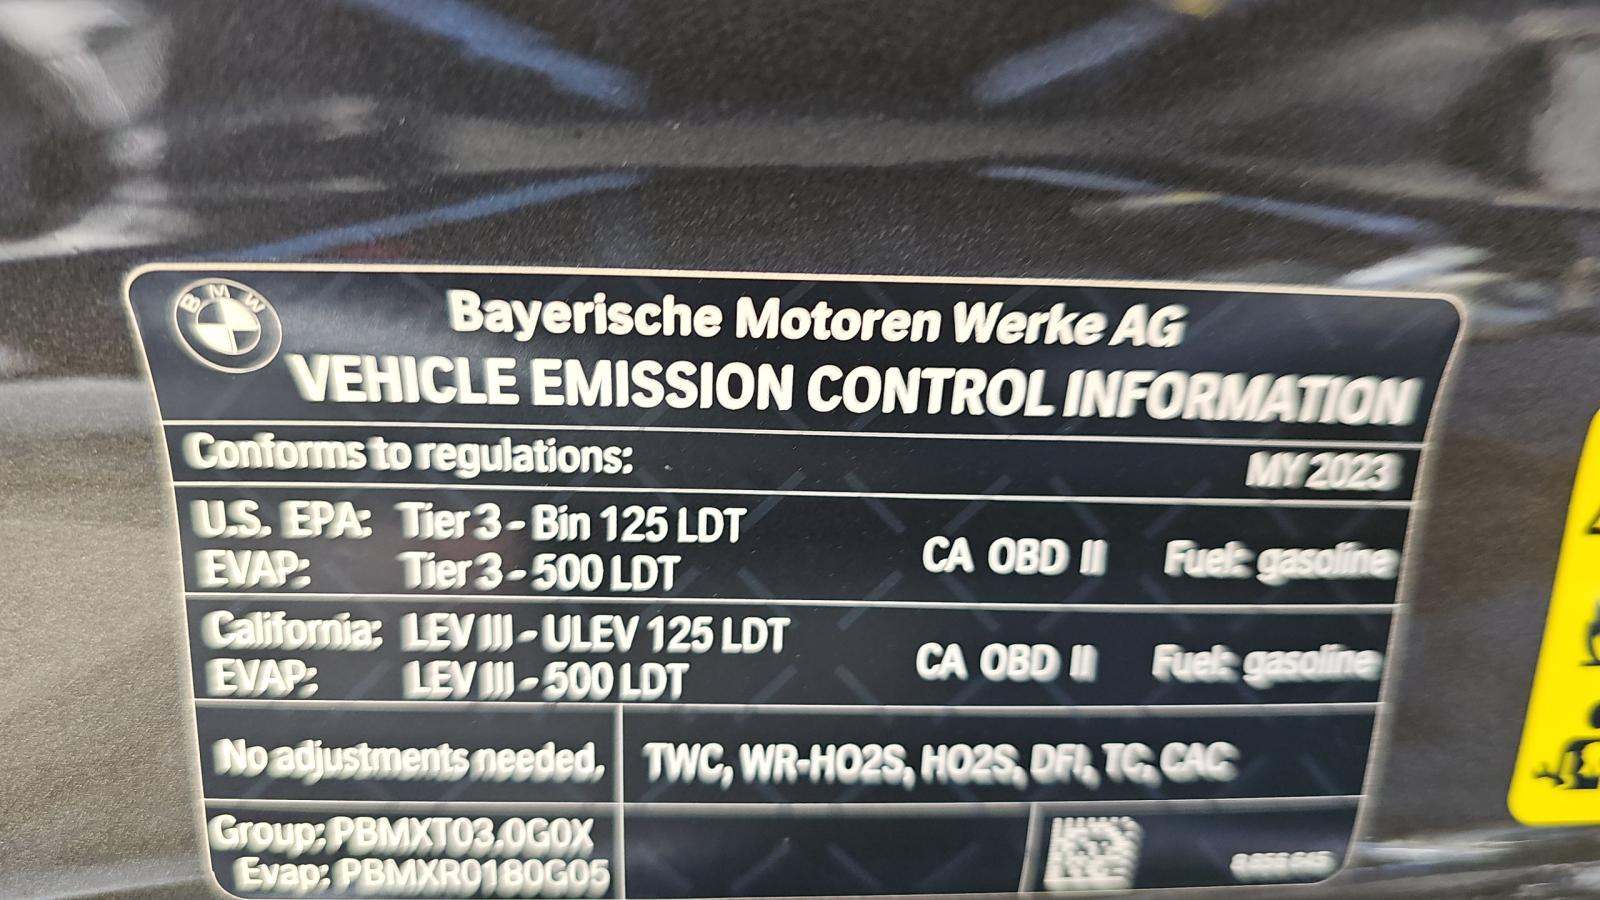 BMW
Bayerische Motoren Werke AG
VEHICLE EMISSION CONTROL INFORMATION
Conforms to regulations: MY 2023
U.S. EPA: Tier 3 - Bin 125 LDT
EVAP: Tier 3 - 500 LDT
CA OBD II Fuel: gasoline
California: LEV III - ULEV 125 LDT
EVAP: LEV III - 500 LDT
CA OBD II Fuel: gasoline
No adjustments needed.
TWC, WR-HO2S, HO2S, DFI, TC, CAC
Group: PBMXT03.0G0X
Evap: PBMXR0180G05